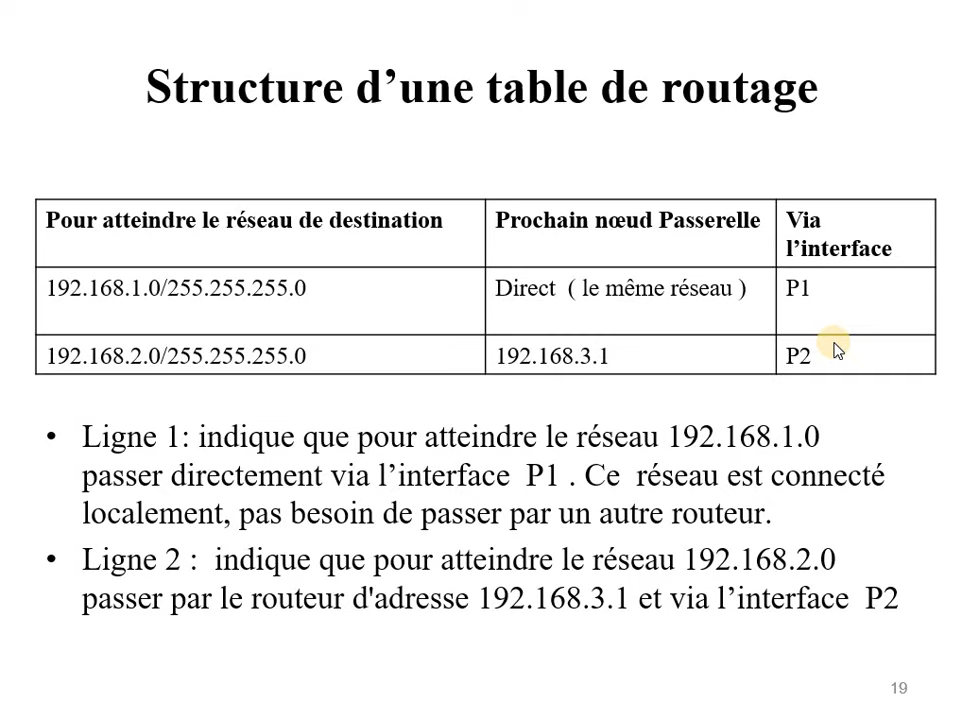 Structure d’une table de routage
Pour atteindre le réseau de destination
Prochain nœud Passerelle
Via
l’interface
192.168.1.0/255.255.255.0
Direct ( le même réseau )
P1
192.168.2.0/255.255.255.0
192.168.3.1
P2
• Ligne 1: indique que pour atteindre le réseau 192.168.1.0
passer directement via l’interface P1 . Ce réseau est connecté
localement, pas besoin de passer par un autre routeur.
• Ligne 2 : indique que pour atteindre le réseau 192.168.2.0
passer par le routeur d'adresse 192.168.3.1 et via l’interface P2
19